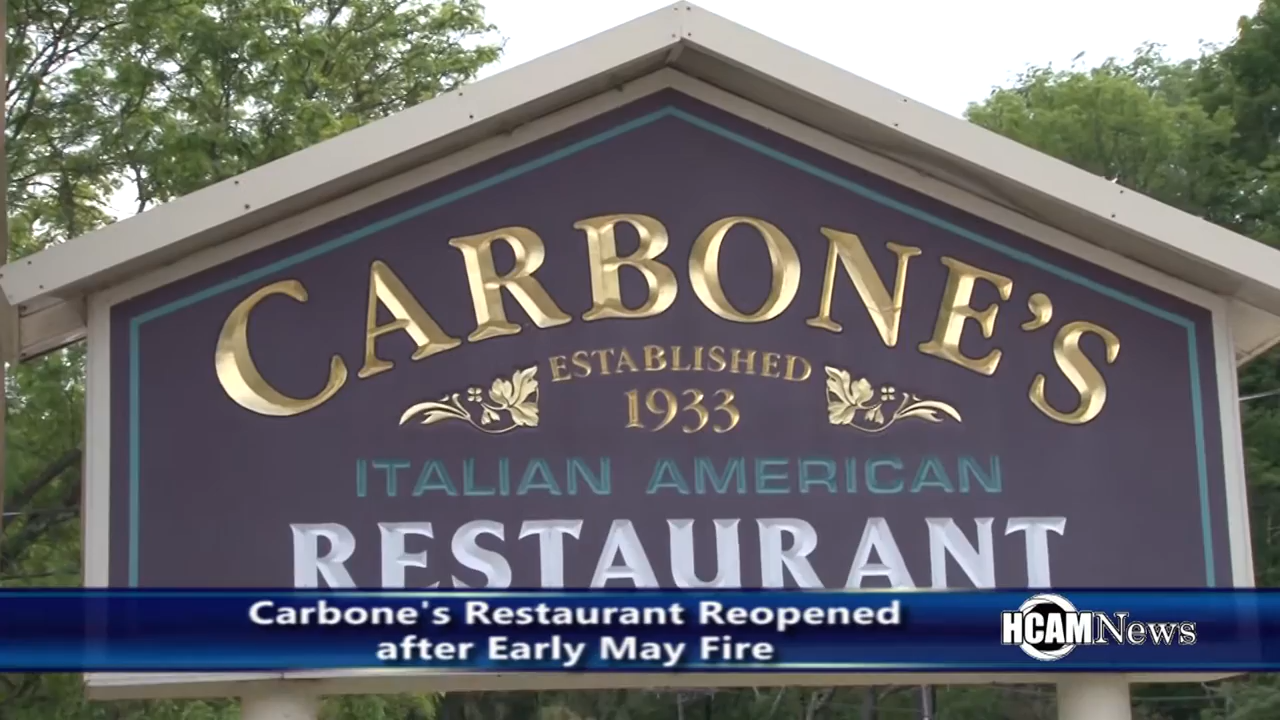 CARBONE'S
ESTABLISHED
1933
ITALIAN AMERICAN
RESTAURANT
Carbone's Restaurant Reopened
after Early May Fire
HCAMNews